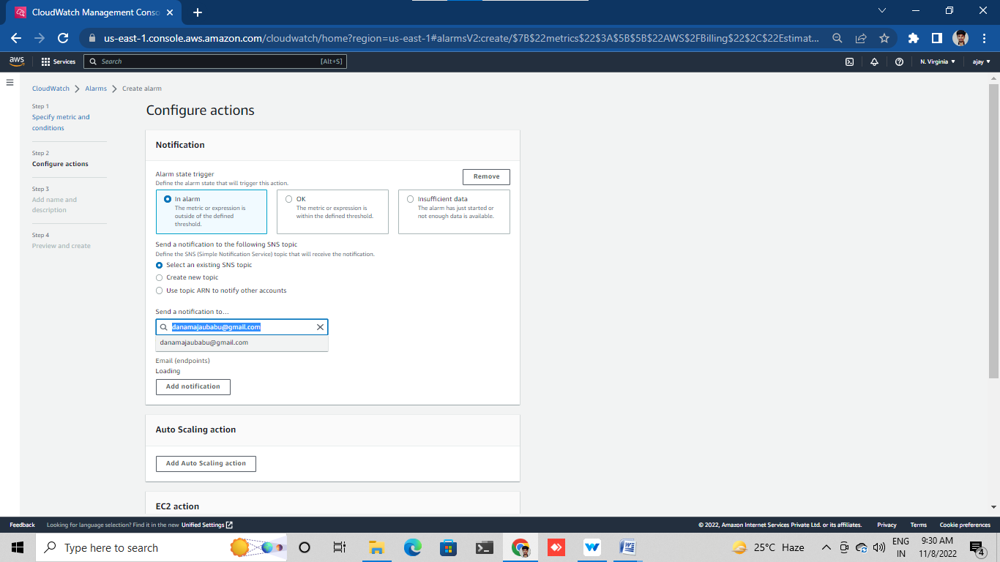 CloudWatch Management Conso
us-east-1.console.aws.amazon.com/cloudwatch/home?region=us-east-1#alarmsV2:create/$7B$22metrics$22$3A$5B$5B$22AWS$2FBilling$22$2C$22Estimat...
aws
Services
Search
[Alt+S]
N. Virginia
ajay
CloudWatch
Alarms
Create alarm
Step 1
Specify metric and
conditions
Step 2
Configure actions
Step 3
Add name and
description
Step 4
Preview and create
Configure actions
Notification
Alarm state trigger
Define the alarm state that will trigger this action.
Remove
In alarm
The metric or expression is
outside of the defined
threshold.
OK
The metric or expression is
within the defined threshold.
Insufficient data
The alarm has just started or
not enough data is available.
Send a notification to the following SNS topic
Define the SNS (Simple Notification Service) topic that will receive the notification.
Select an existing SNS topic
Create new topic
Use topic ARN to notify other accounts
Send a notification to...
danamajaubabu@gmail.com
danamajaubabu@gmail.com
Email (endpoints)
Loading
Add notification
Auto Scaling action
Add Auto Scaling action
EC2 action
Feedback
Looking for language selection? Find it in the new Unified Settings
© 2022, Amazon Internet Services Private Ltd. or its affiliates.
Privacy
Terms
Cookie preferences
Type here to search
25°C Haze
ENG
IN
9:30 AM
11/8/2022
4